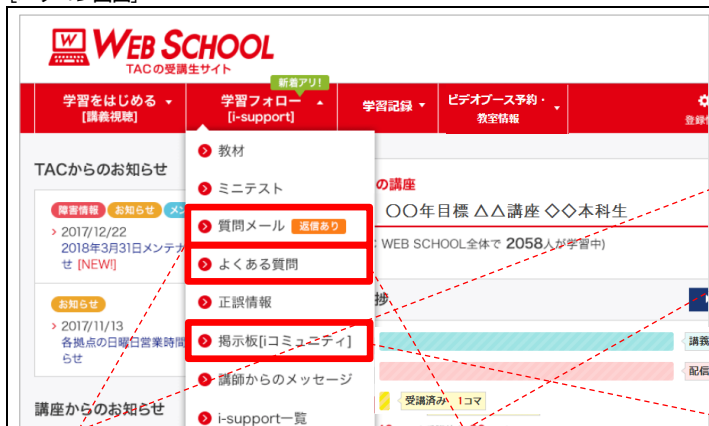 WEB SCHOOL
TACの受講生サイト
新着アリ!
学習をはじめる
[講義視聴]
学習フォロー
[i-support]
学習記録
ビデオブース予約・
教室情報
TACからのお知らせ
障害情報 お知らせ
2017/12/22
2018年3月31日メンテナ
せ [NEW!]
お知らせ
2017/11/13
各拠点の日曜日営業時間
らせ
講座からのお知らせ
教材
ミニテスト
質問メール 返信あり
よくある質問
正誤情報
掲示板[iコミュニティ]
講師からのメッセージ
i-support一覧
の講座
〇〇年目標 △△講座 ◇◇本科生
WEB SCHOOL全体で 2058人が学習中)
捗
講義
配信
受講済み 1コマ